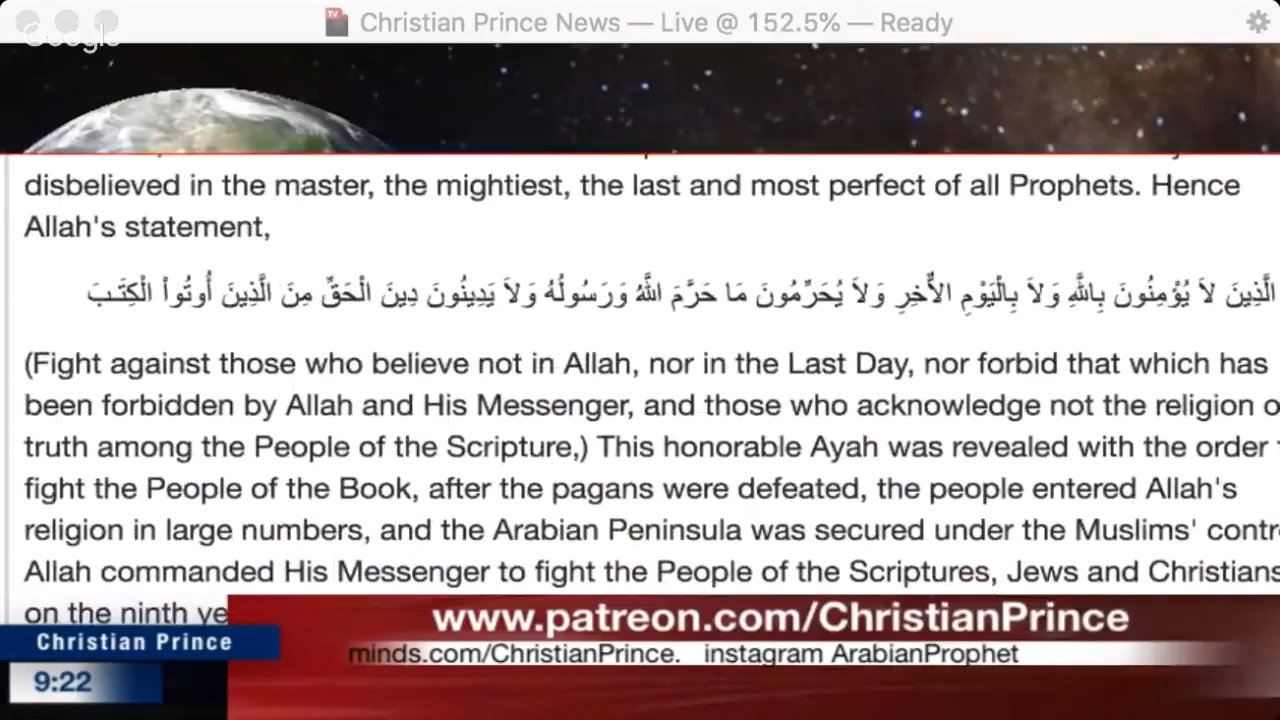 Christian Prince News — Live @ 152.5% — Ready
Google
disbelieved in the master, the mightiest, the last and most perfect of all Prophets. Hence
Allah's statement,
الَّذِينَ لاَ يُؤْمِنُونَ بِاللَّهِ وَلاَ بِالْيَوْمِ الأٌّخِرِ وَلاَ يُحَرِّمُونَ مَا حَرَّمَ اللَّهُ وَرَسُولُهُ وَلاَ يَدِينُونَ دِينَ الْحَقِّ مِنَ الَّذِينَ أُوتُواْ الْكِتَـبَ
(Fight against those who believe not in Allah, nor in the Last Day, nor forbid that which has
been forbidden by Allah and His Messenger, and those who acknowledge not the religion o
truth among the People of the Scripture,) This honorable Ayah was revealed with the order
fight the People of the Book, after the pagans were defeated, the people entered Allah's
religion in large numbers, and the Arabian Peninsula was secured under the Muslims' contr
Allah commanded His Messenger to fight the People of the Scriptures, Jews and Christians
on the ninth ye
www.patreon.com/ChristianPrince
Christian Prince
minds.com/ChristianPrince. instagram ArabianProphet
9:22